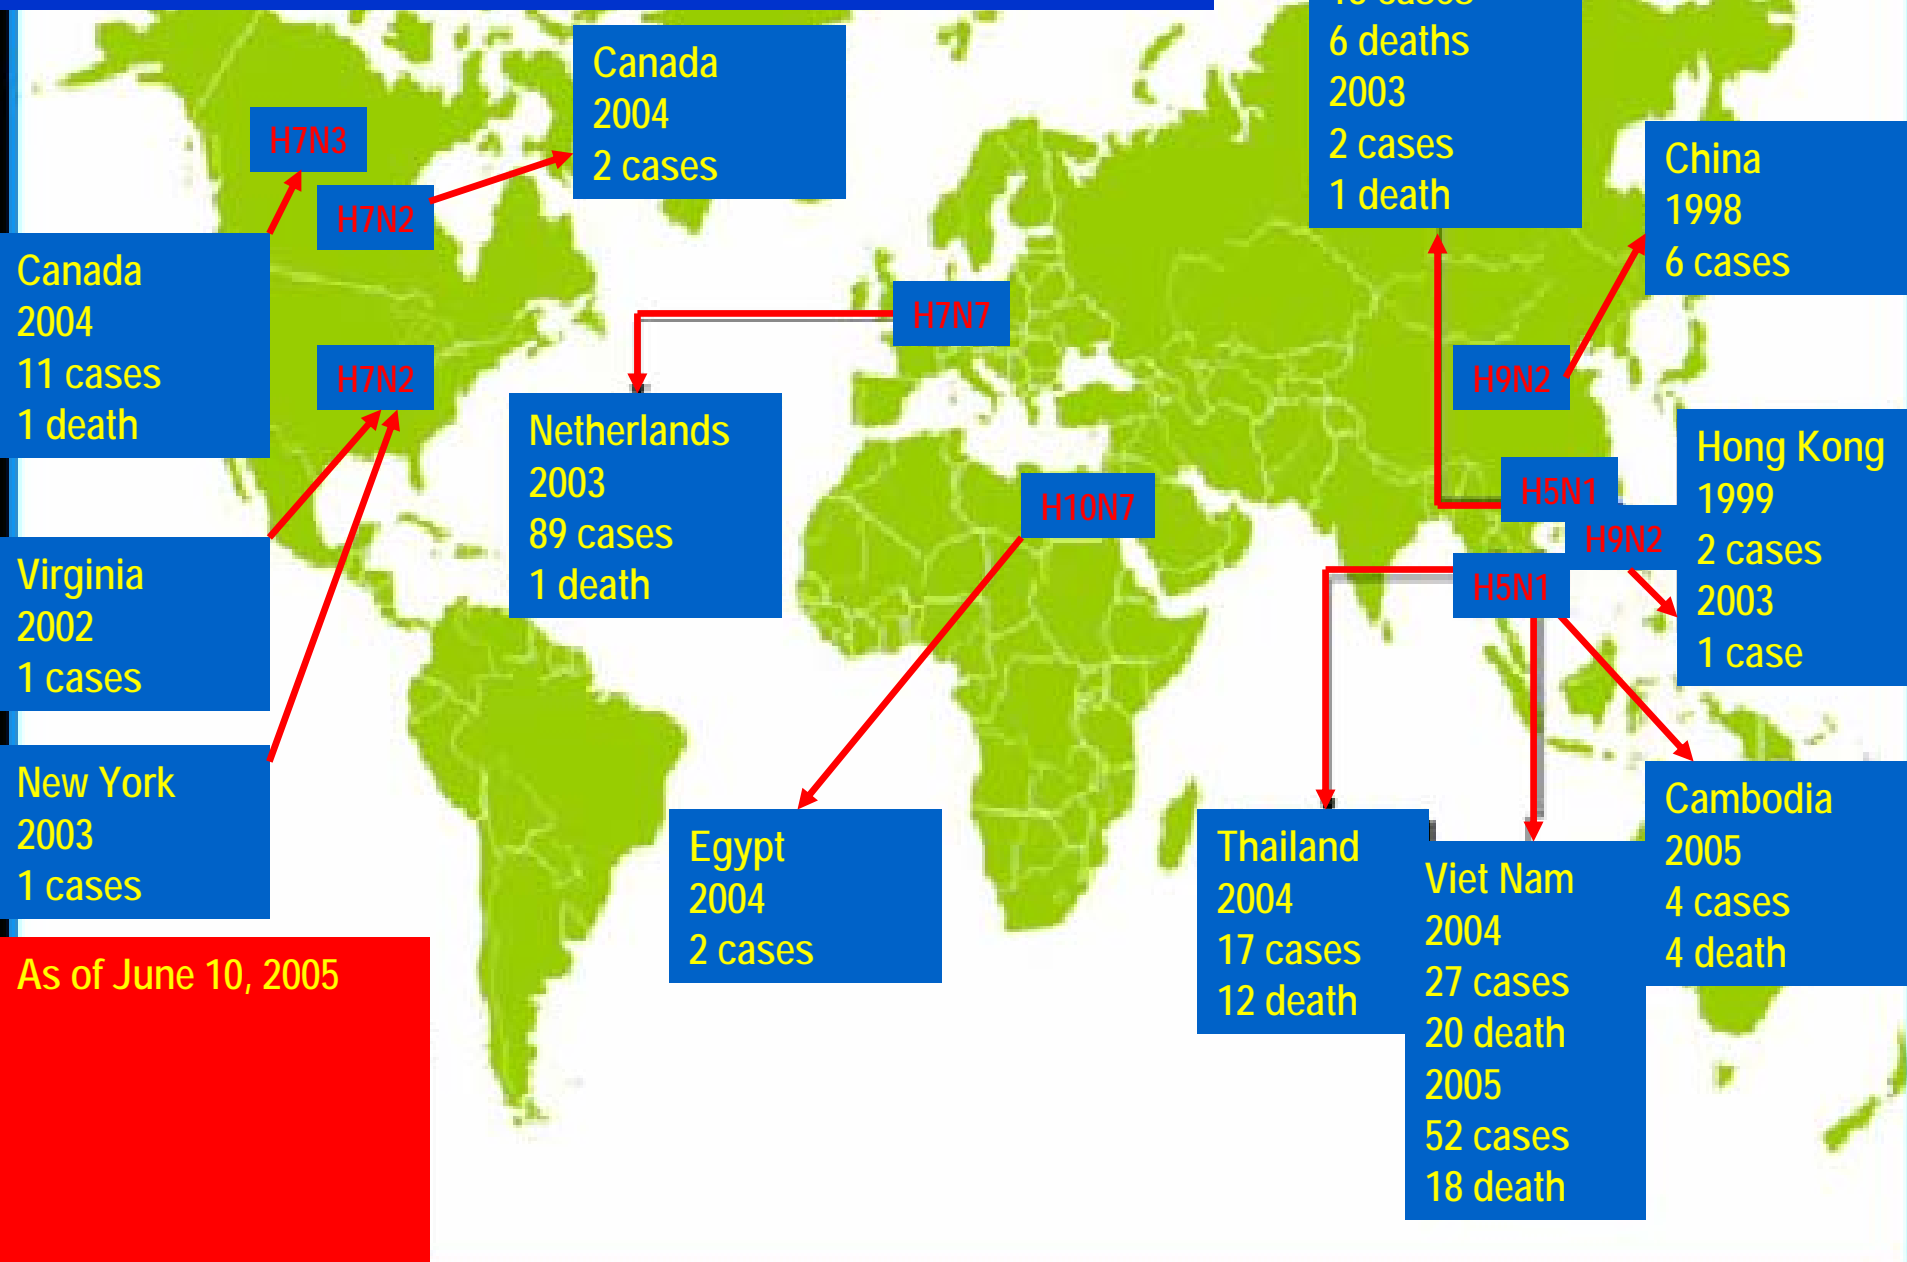 6 deaths
2003
2 cases
1 death
Canada
2004
2 cases
H7N3
H7N2
China
1998
6 cases
Canada
2004
11 cases
1 death
H7N7
H7N2
H9N2
Netherlands
2003
89 cases
1 death
Hong Kong
1999
2 cases
2003
1 case
H10N7
H5N1
H9N2
H5N1
Virginia
2002
1 cases
New York
2003
1 cases
Egypt
2004
2 cases
Thailand
2004
17 cases
12 death
Viet Nam
2004
27 cases
20 death
2005
52 cases
18 death
Cambodia
2005
4 cases
4 death
As of June 10, 2005